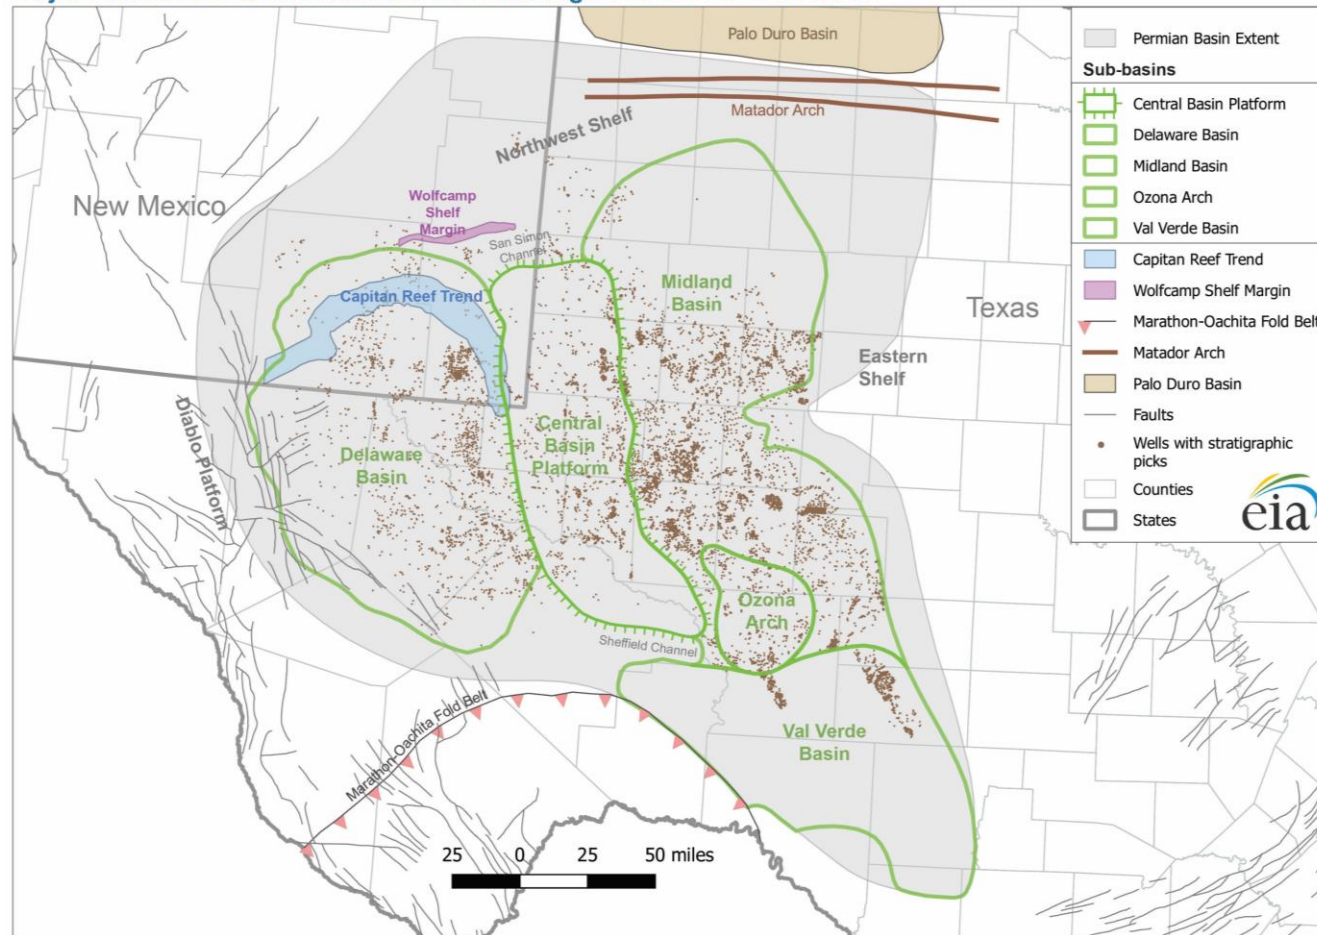 Palo Duro Basin
Matador Arch
Northwest Shelf
New Mexico
Wolfcamp
Shelf
Margin
San Simon
Channel
Capitan Reef Trend
Midland
Basin
Texas
Eastern
Shelf
Diablo Platform
Delaware
Basin
Central
Basin
Platform
Ozona
Arch
Sheffield Channel
Val Verde
Basin
Marathon-Oachita Fold Belt
25 0 25 50 miles
Permian Basin Extent
Sub-basins
Central Basin Platform
Delaware Basin
Midland Basin
Ozona Arch
Val Verde Basin
Capitan Reef Trend
Wolfcamp Shelf Margin
Marathon-Oachita Fold Belt
Matador Arch
Palo Duro Basin
Faults
Wells with stratigraphic
picks
Counties
States
eia